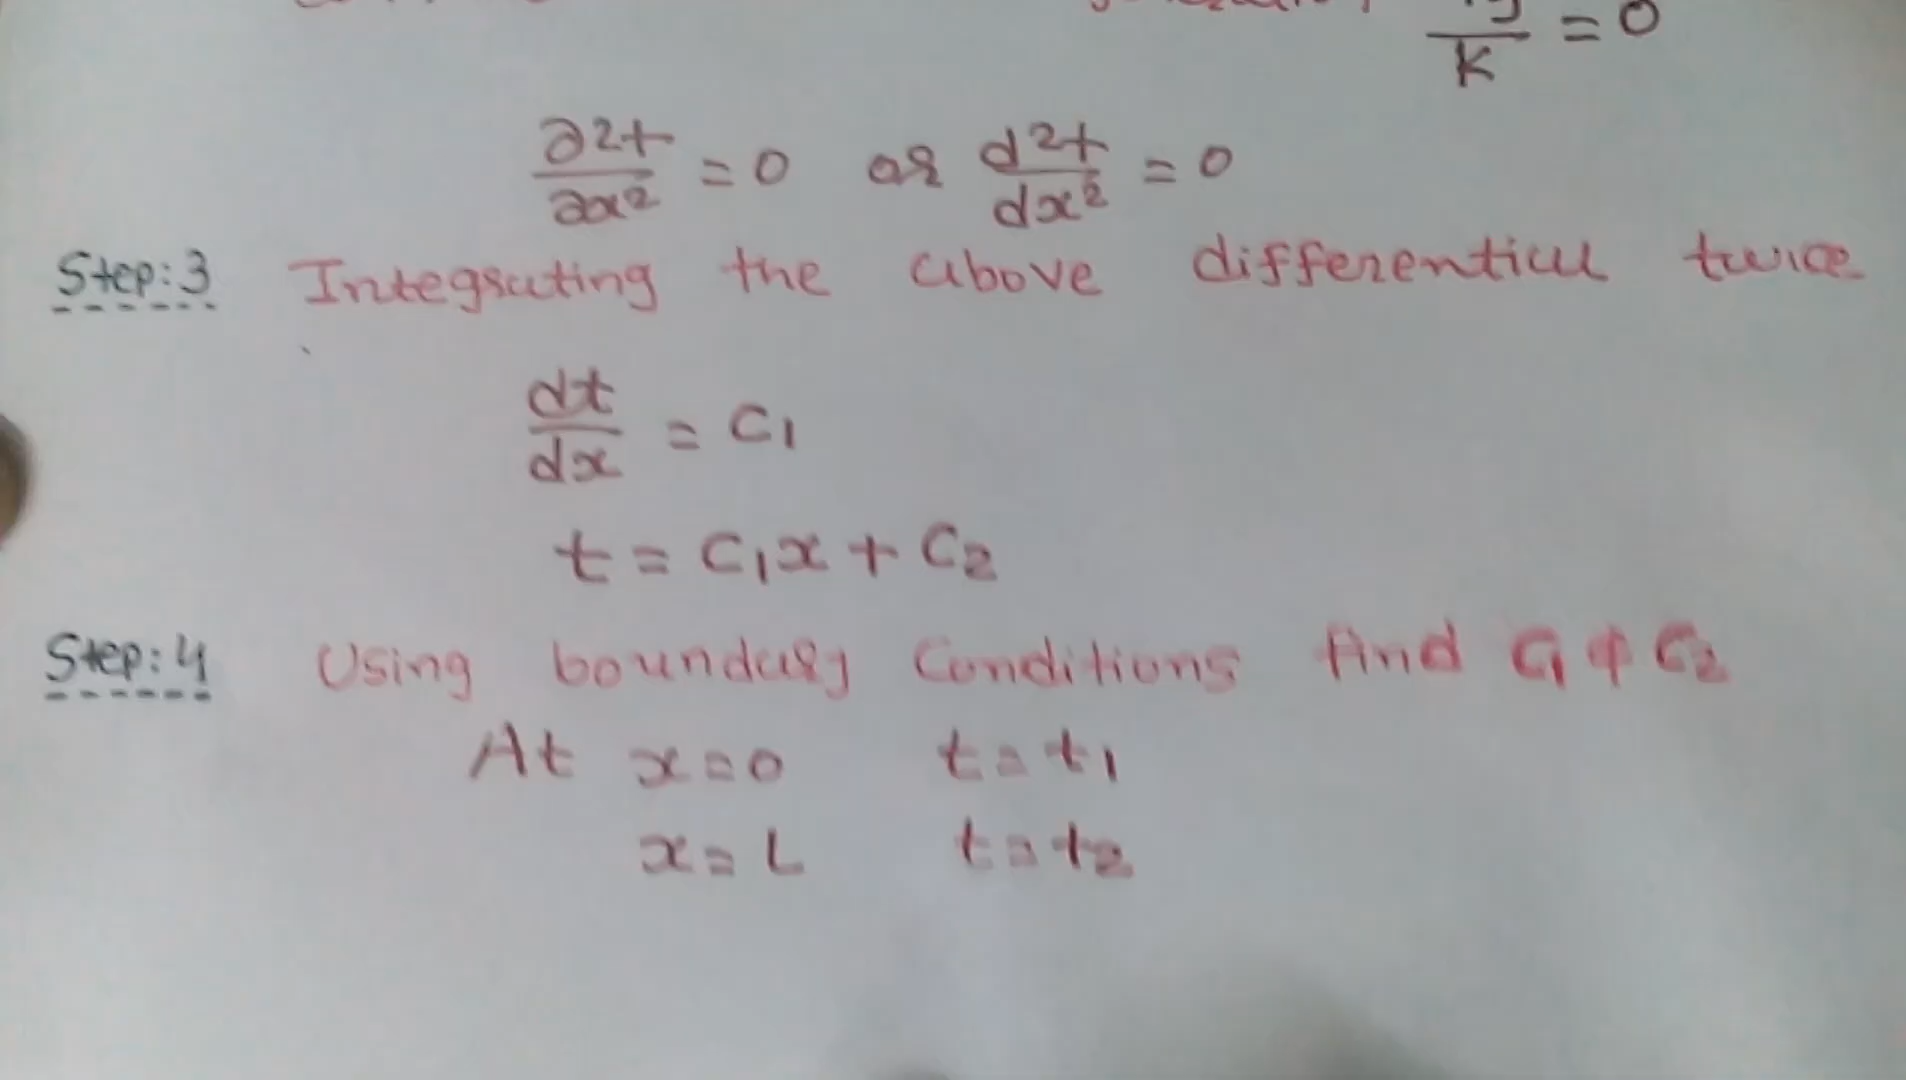 /K = 0
∂2t/∂x2 = 0 or d2t/dx2 = 0
Step:3 Integrating the above differential twice
dt/dx = C1
t = C1x + C2
Step:4 Using boundary Conditions find C1 & C2
At x=0 t=t1
x=L t=t2